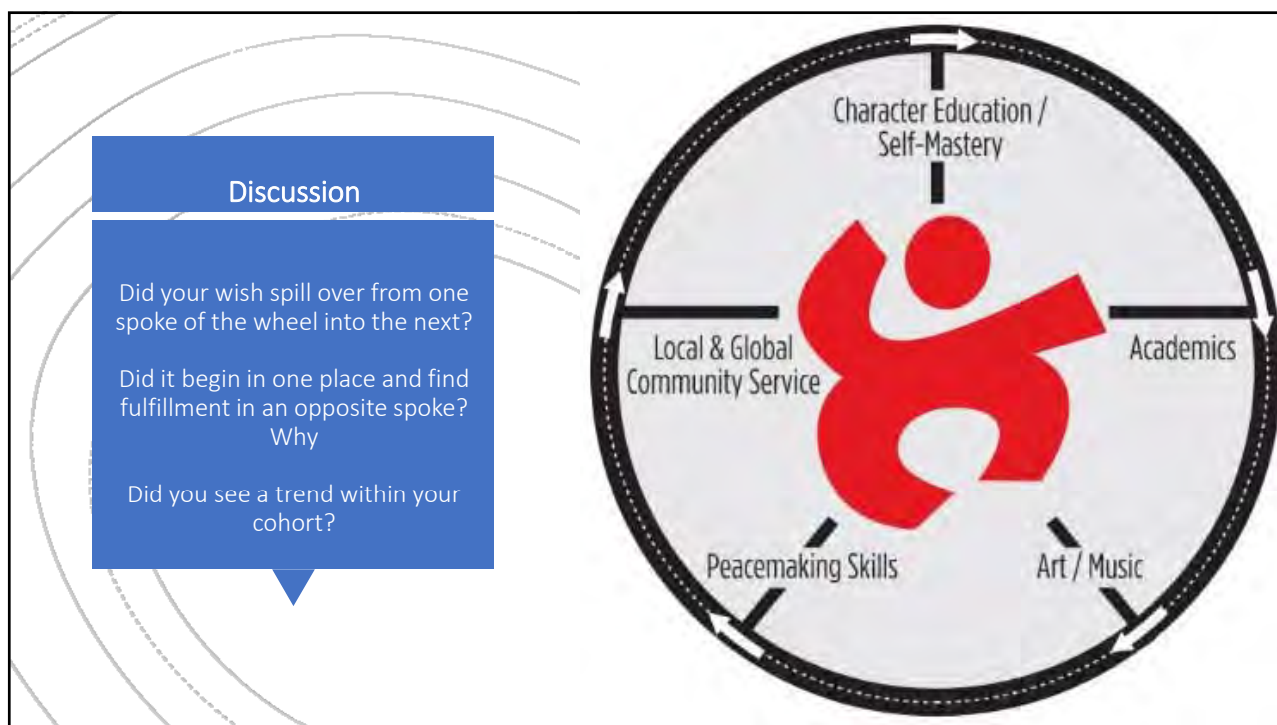 Discussion
Did your wish spill over from one
spoke of the wheel into the next?
Did it begin in one place and find
fulfillment in an opposite spoke?
Why
Did you see a trend within your
cohort?
Character Education /
Self-Mastery
Academics
Art / Music
Peacemaking Skills
Local & Global
Community Service